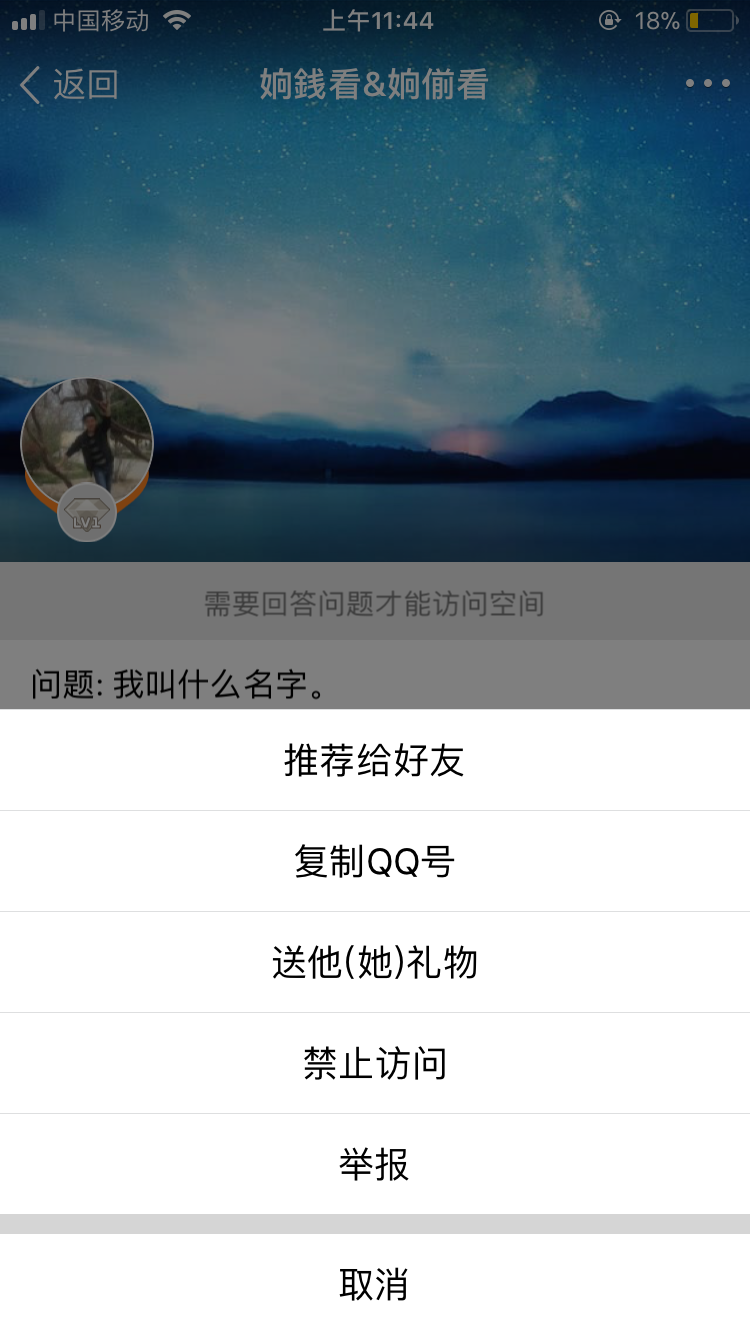 中国移动 上午11:44 18%
返回 姠銭看&姠偂看
LV1
需要回答问题才能访问空间
问题: 我叫什么名字。
推荐给好友
复制QQ号
送他(她)礼物
禁止访问
举报
取消